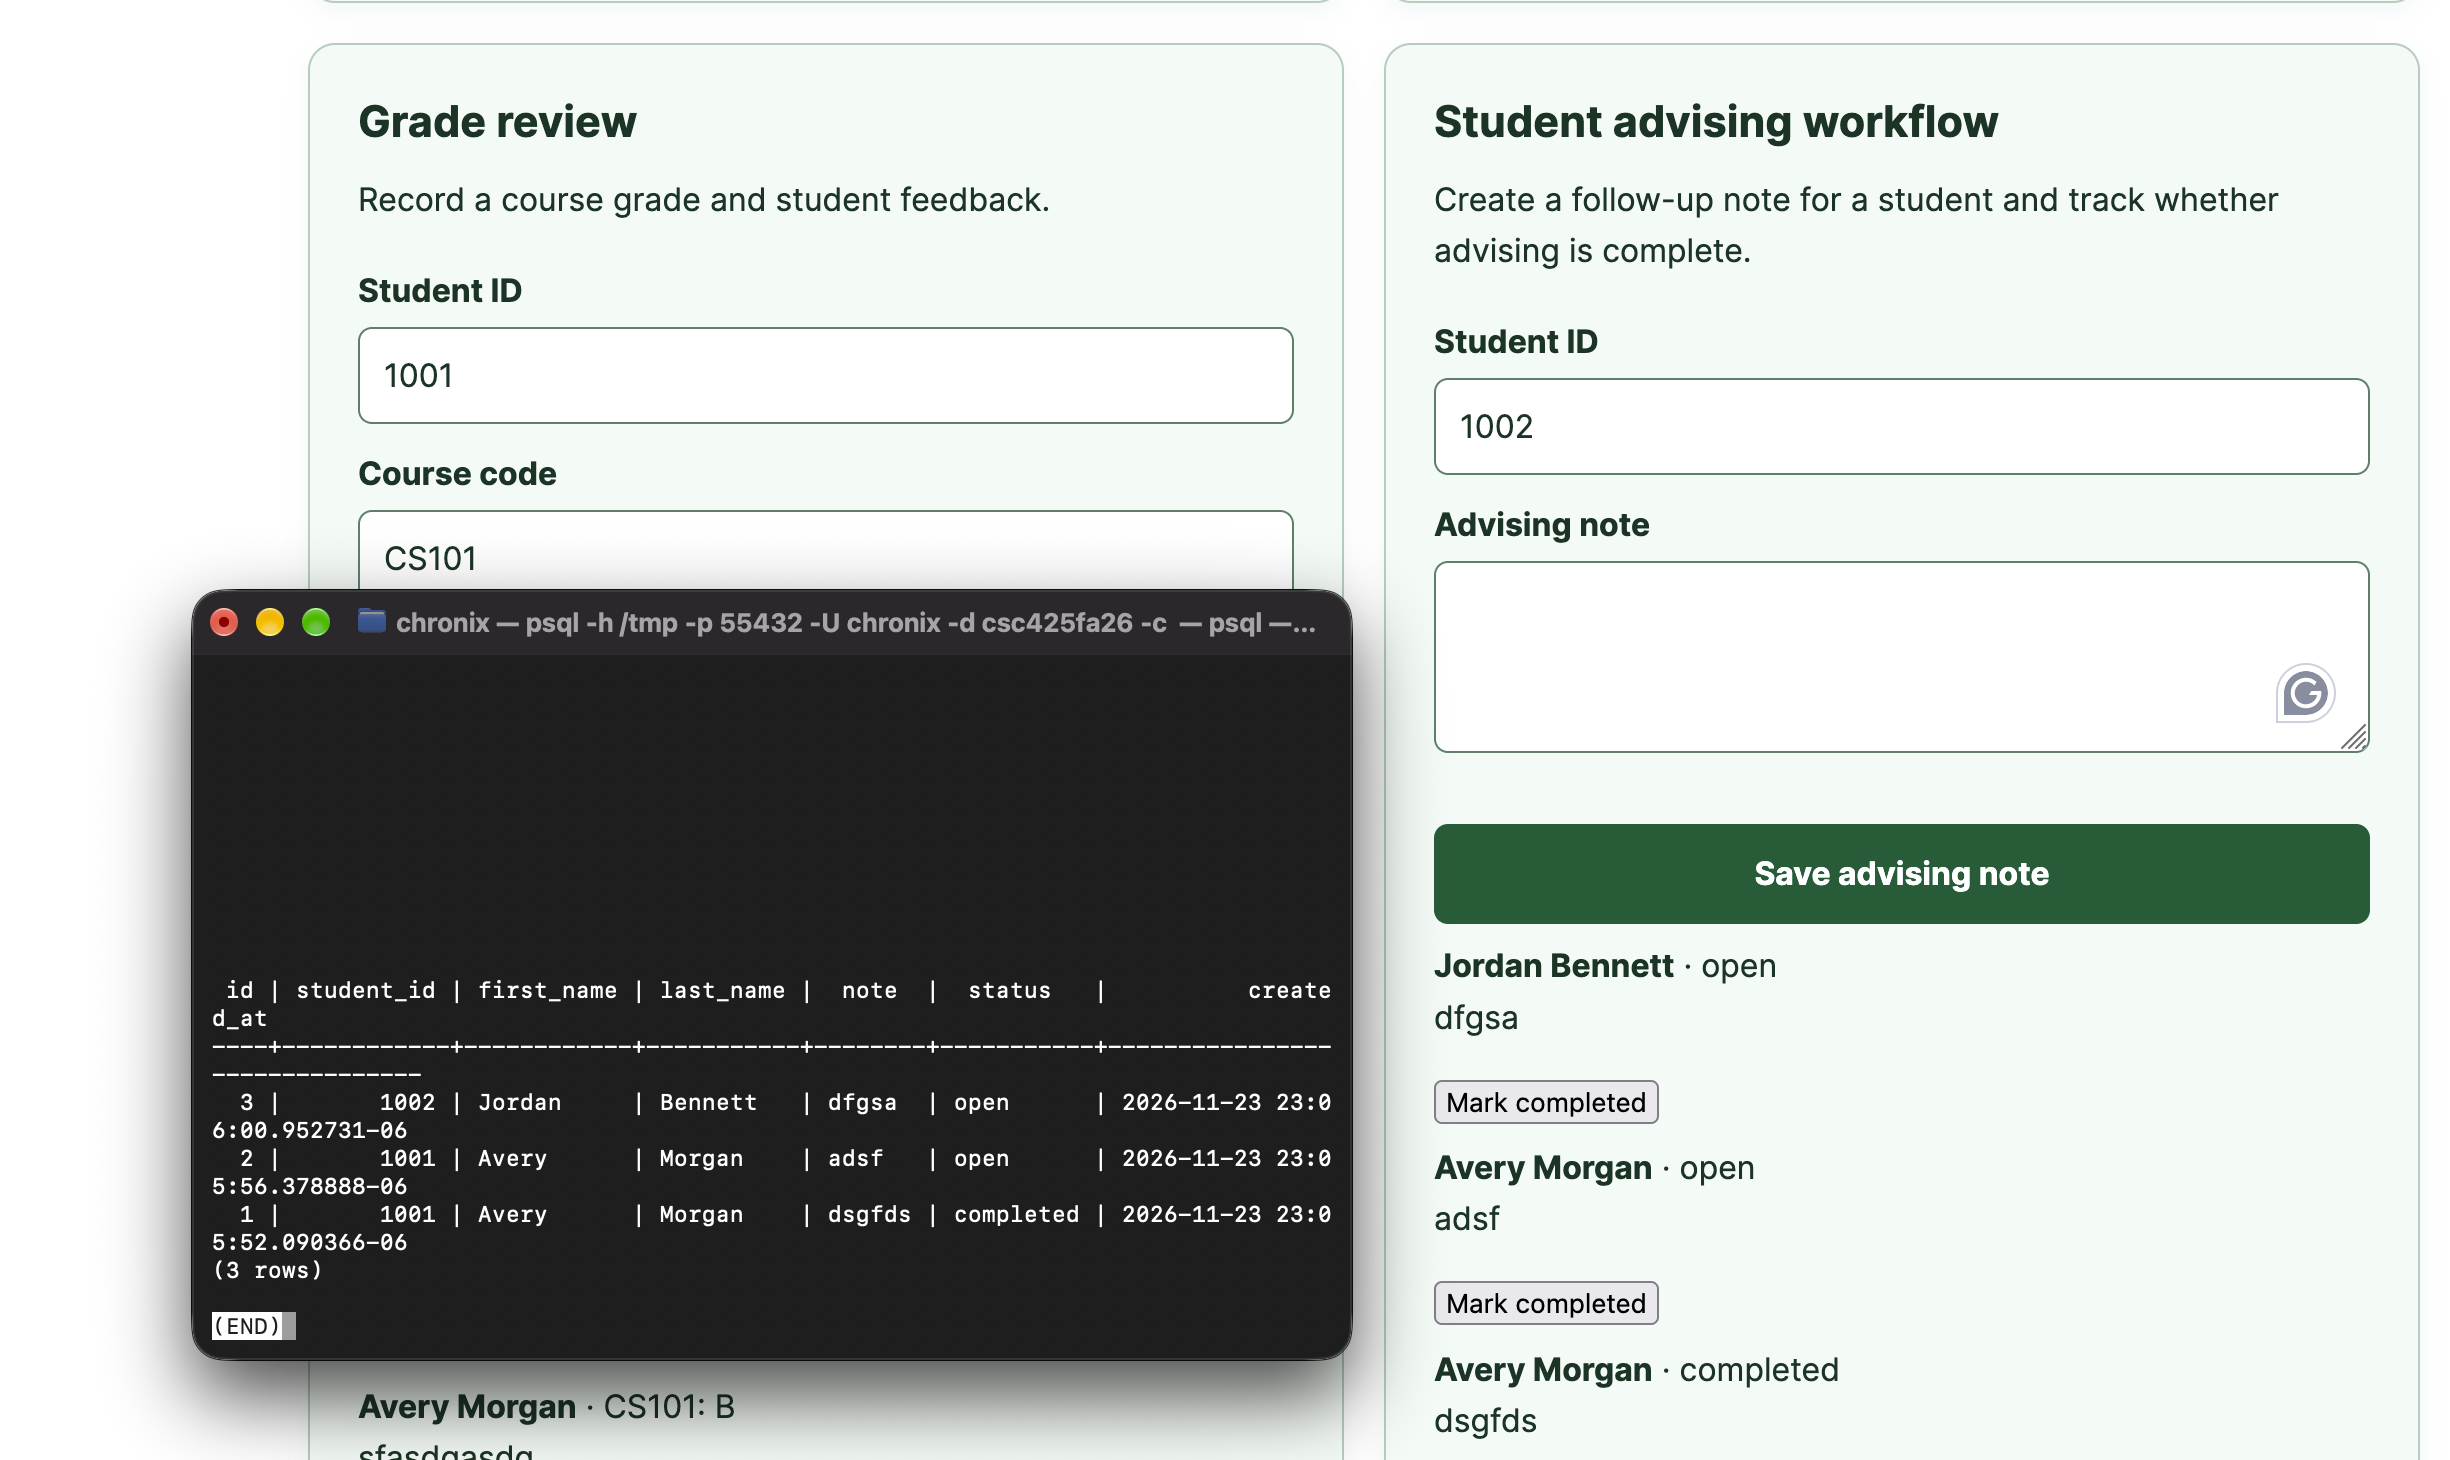 Grade review
Record a course grade and student feedback.
Student ID
1001
Course code
CS101
Student advising workflow
Create a follow-up note for a student and track whether
advising is complete.
Student ID
1002
Advising note
Save advising note
Jordan Bennett · open
dfgsa
Mark completed
Avery Morgan · open
adsf
Mark completed
Avery Morgan · completed
dsgfds
chronix — psql -h /tmp -p 55432 -U chronix -d csc425fa26 -c — psql —...
id | student_id | first_name | last_name | note | status | create
d_at
----+------------+------------+-----------+--------+-----------+----------------
---------------
3 | 1002 | Jordan | Bennett | dfgsa | open | 2026-11-23 23:0
6:00.952731-06
2 | 1001 | Avery | Morgan | adsf | open | 2026-11-23 23:0
5:56.378888-06
1 | 1001 | Avery | Morgan | dsgfds | completed | 2026-11-23 23:0
5:52.090366-06
(3 rows)
(END)
Avery Morgan · CS101: B